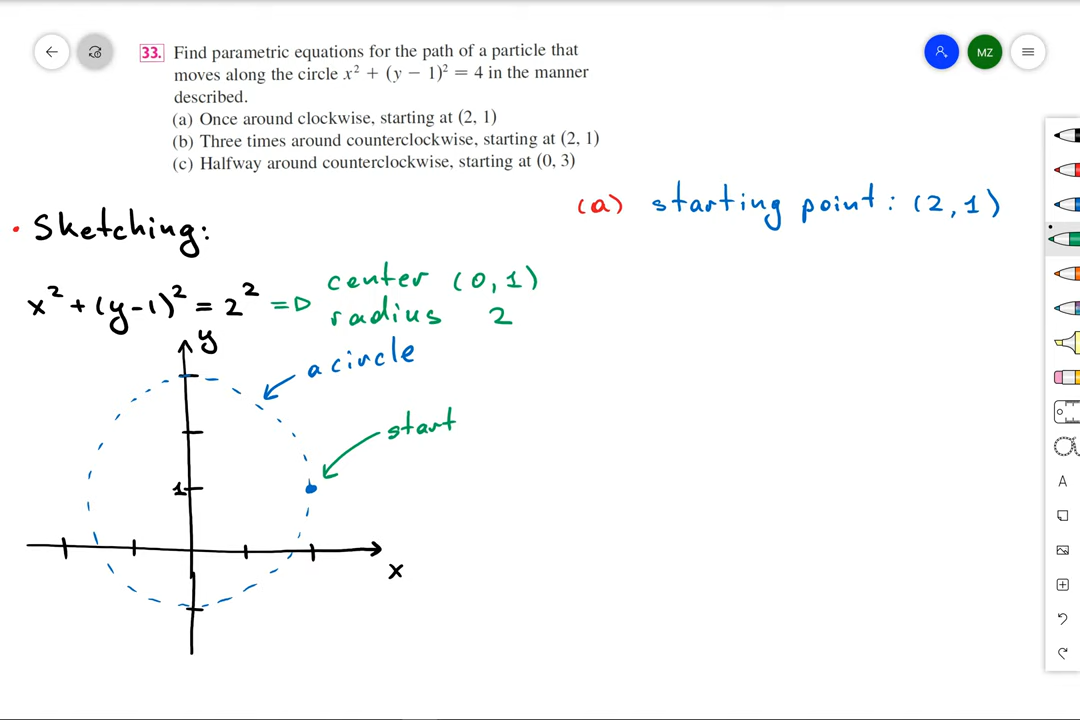 33. Find parametric equations for the path of a particle that
moves along the circle x² + (y − 1)² = 4 in the manner
described.
(a) Once around clockwise, starting at (2, 1)
(b) Three times around counterclockwise, starting at (2, 1)
(c) Halfway around counterclockwise, starting at (0, 3)
MZ
(a) starting point: (2, 1)
• Sketching:
x² + (y-1)² = 2² => center (0, 1)
radius 2
y
a circle
start
1
x
A